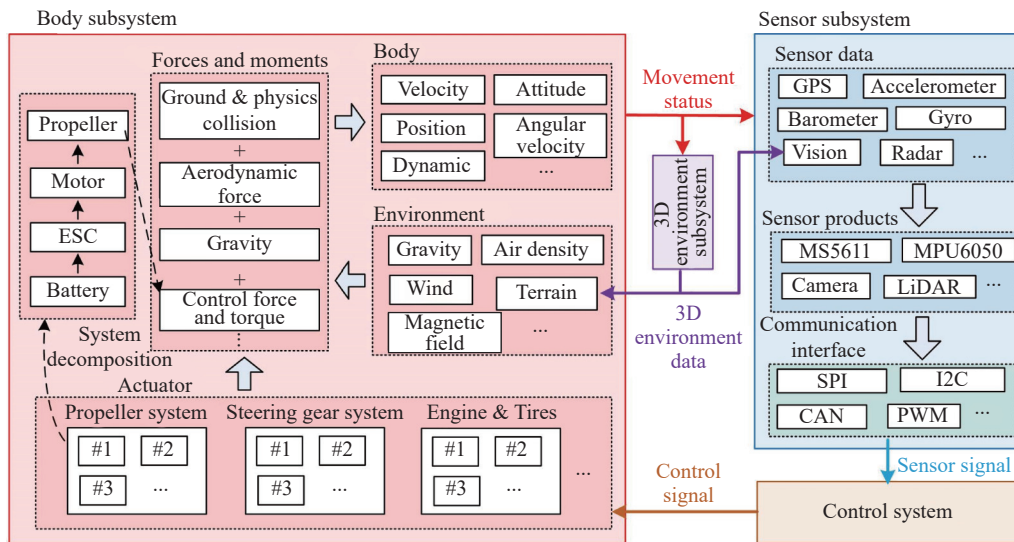 Body subsystem
Forces and moments
Propeller
Motor
ESC
Battery
System
decomposition
Ground & physics
collision
+
Aerodynamic
force
+
Gravity
+
Control force
and torque
⋮
Body
Velocity
Attitude
Position
Angular
velocity
Dynamic
...
Environment
Gravity
Air density
Wind
Terrain
Magnetic
field
...
Actuator
Propeller system
#1
#2
#3
...
Steering gear system
#1
#2
#3
...
Engine & Tires
#1
#2
#3
...
...
Movement
status
3D
environment
subsystem
3D
environment
data
Control
signal
Sensor subsystem
Sensor data
GPS
Accelerometer
Barometer
Gyro
Vision
Radar
...
Sensor products
MS5611
MPU6050
Camera
LiDAR
...
Communication
interface
SPI
I2C
CAN
PWM
...
Sensor signal
Control system